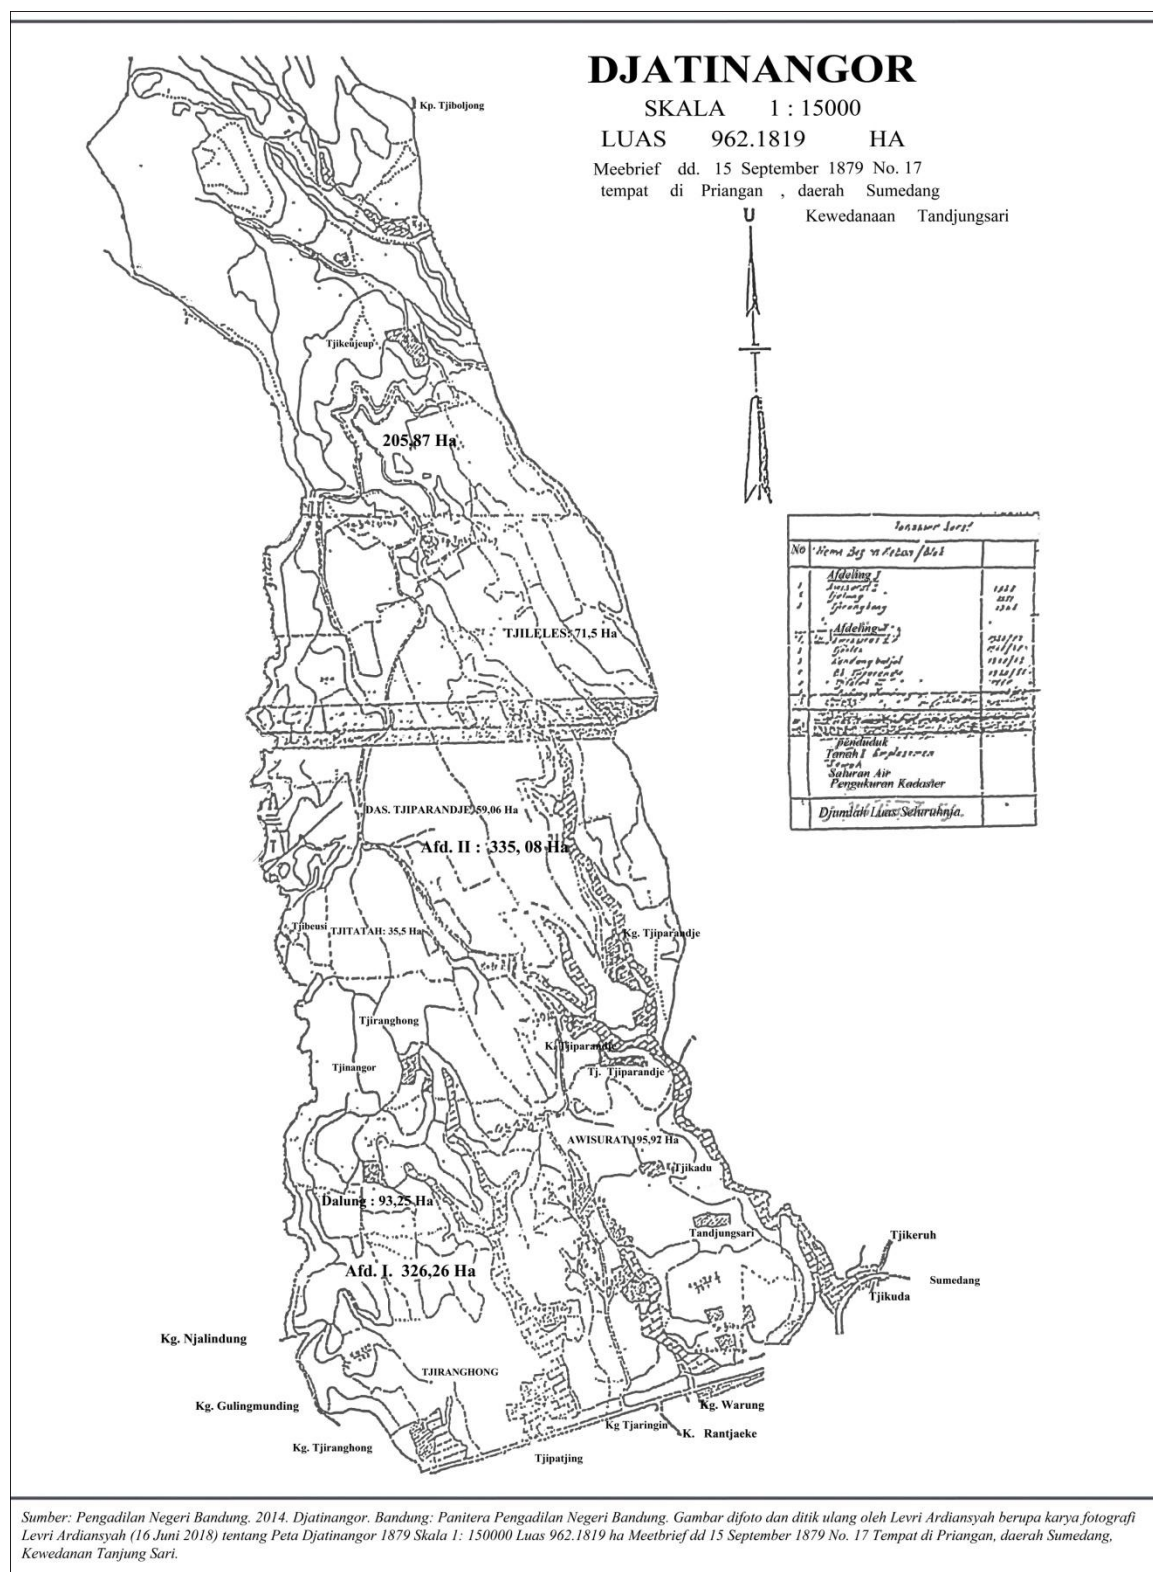 DJATINANGOR
SKALA 1 : 15000
LUAS 962.1819 HA
Meebrief dd. 15 September 1879 No. 17
tempat di Priangan , daerah Sumedang
U Kewedanaan Tandjungsari
Kp. Tjiboljong
Tjikeujeup
205,87 Ha
No
Afdeling I
Afdeling
penduduk
Tanah
Saluran Air
Pengukuran Kadaster
Djumlah Luas Seluruhnja
TJILELES: 71,5 Ha
DAS. TJIPARANDJE, 59,06 Ha
Afd. II : 335, 08 Ha
Tjibeusi
TJITATAH: 35,5 Ha
Kg. Tjiparandje
Tjiranghong
K. Tjiparandje
Tjinangor
Tj. Tjiparandje
AWISURAT 195,92 Ha
Tjikadu
Dalung : 93,25 Ha
Tandjungsari
Tjikeruh
Afd. I. 326,26 Ha
Sumedang
Tjikuda
Kg. Njalindung
TJIRANGHONG
Kg. Gulingmunding
Kg. Warung
Kg Tjaringin
K. Rantjaeke
Kg. Tjiranghong
Tjipatjing
Sumber: Pengadilan Negeri Bandung. 2014. Djatinangor. Bandung: Panitera Pengadilan Negeri Bandung. Gambar difoto dan ditik ulang oleh Levri Ardiansyah berupa karya fotografi
Levri Ardiansyah (16 Juni 2018) tentang Peta Djatinangor 1879 Skala 1: 150000 Luas 962.1819 ha Meetbrief dd 15 September 1879 No. 17 Tempat di Priangan, daerah Sumedang,
Kewedanan Tanjung Sari.